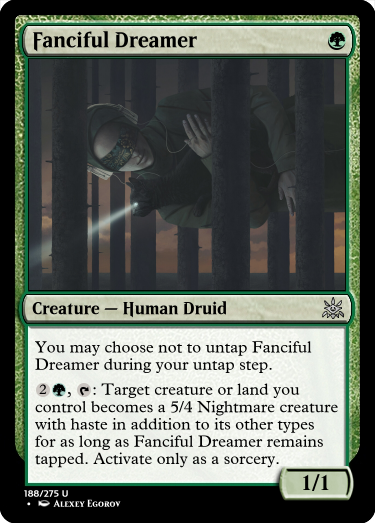 Fanciful Dreamer
Creature — Human Druid
You may choose not to untap Fanciful
Dreamer during your untap step.
2, : Target creature or land you
control becomes a 5/4 Nightmare creature
with haste in addition to its other types
for as long as Fanciful Dreamer remains
tapped. Activate only as a sorcery.
1/1
188/275 U
• Alexey Egorov